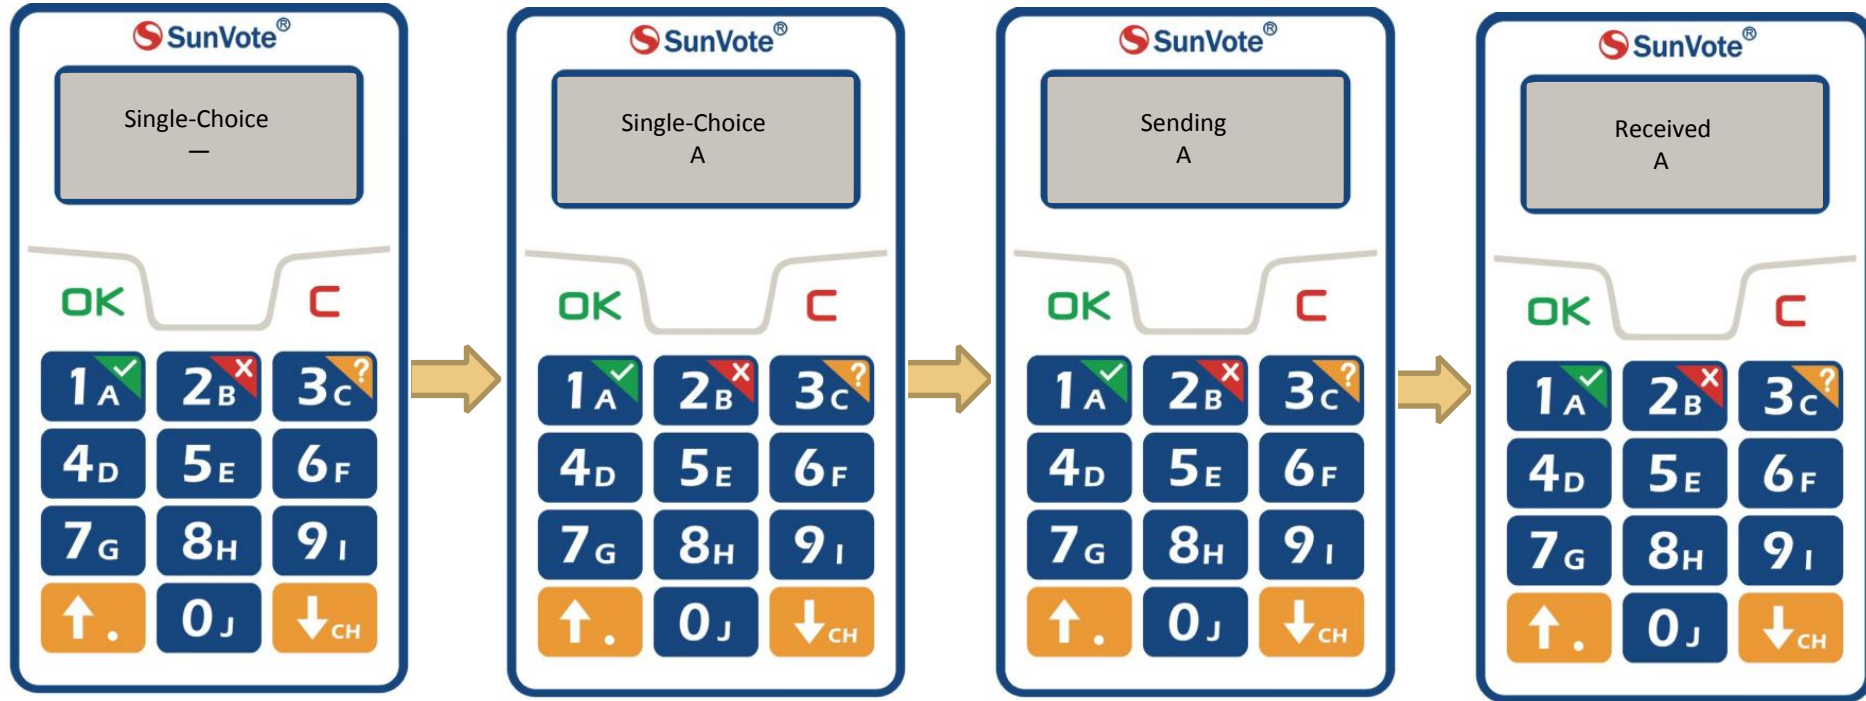 SunVote®
Single-Choice
—
OK C
1A 2B 3C ?
4D 5E 6F
7G 8H 9I
. 0J CH
SunVote®
Single-Choice
A
OK C
1A 2B 3C ?
4D 5E 6F
7G 8H 9I
. 0J CH
SunVote®
Sending
A
OK C
1A 2B 3C ?
4D 5E 6F
7G 8H 9I
. 0J CH
SunVote®
Received
A
OK C
1A 2B 3C ?
4D 5E 6F
7G 8H 9I
. 0J CH